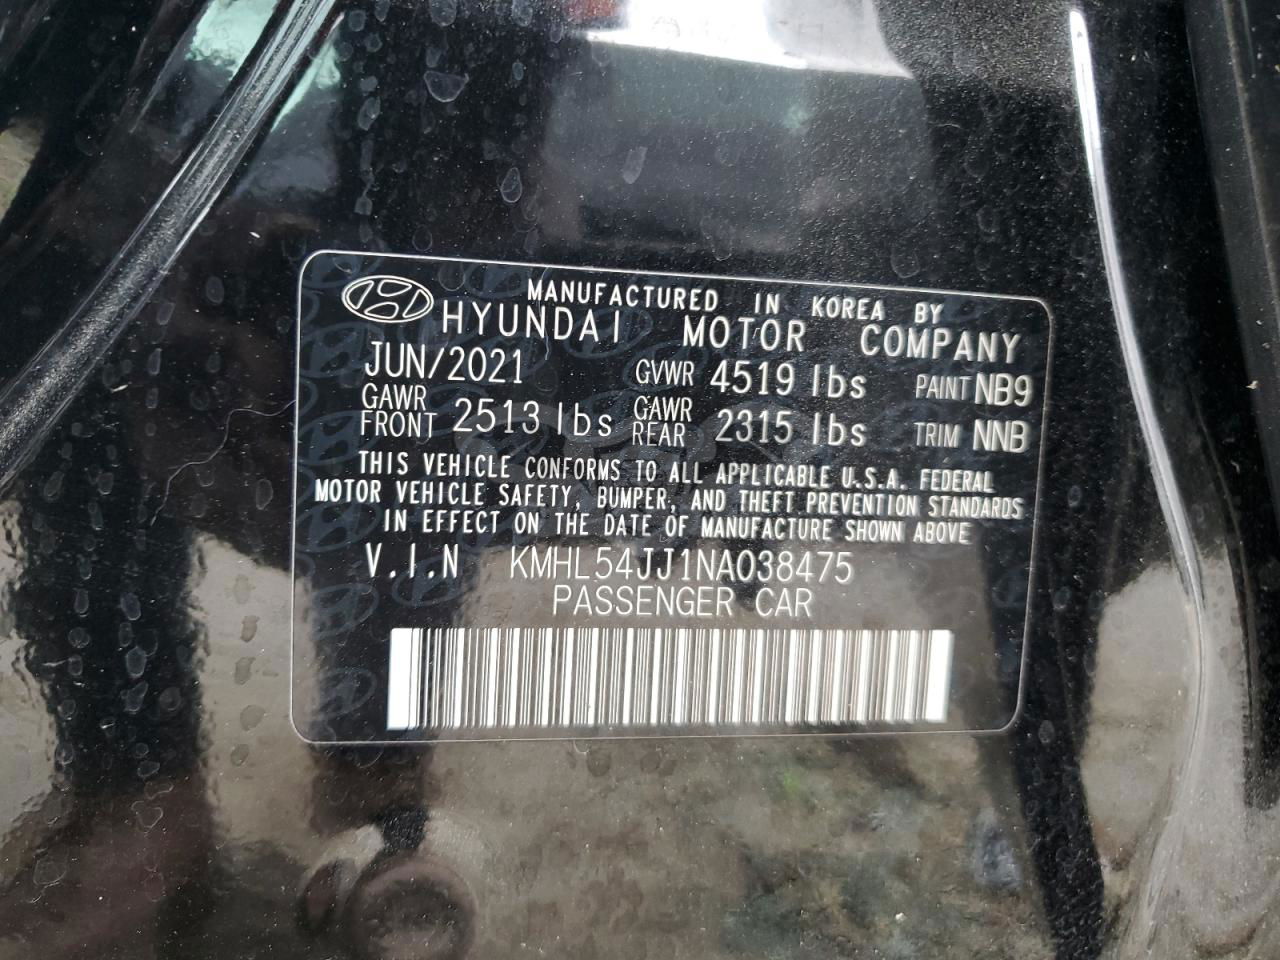 MANUFACTURED IN KOREA BY
HYUNDAI MOTOR COMPANY
JUN/2021 GVWR 4519 lbs PAINT NB9
GAWR FRONT 2513 lbs GAWR REAR 2315 lbs TRIM NNB
THIS VEHICLE CONFORMS TO ALL APPLICABLE U.S.A. FEDERAL
MOTOR VEHICLE SAFETY, BUMPER, AND THEFT PREVENTION STANDARDS
IN EFFECT ON THE DATE OF MANUFACTURE SHOWN ABOVE
V.I.N KMHL54JJ1NA038475
PASSENGER CAR